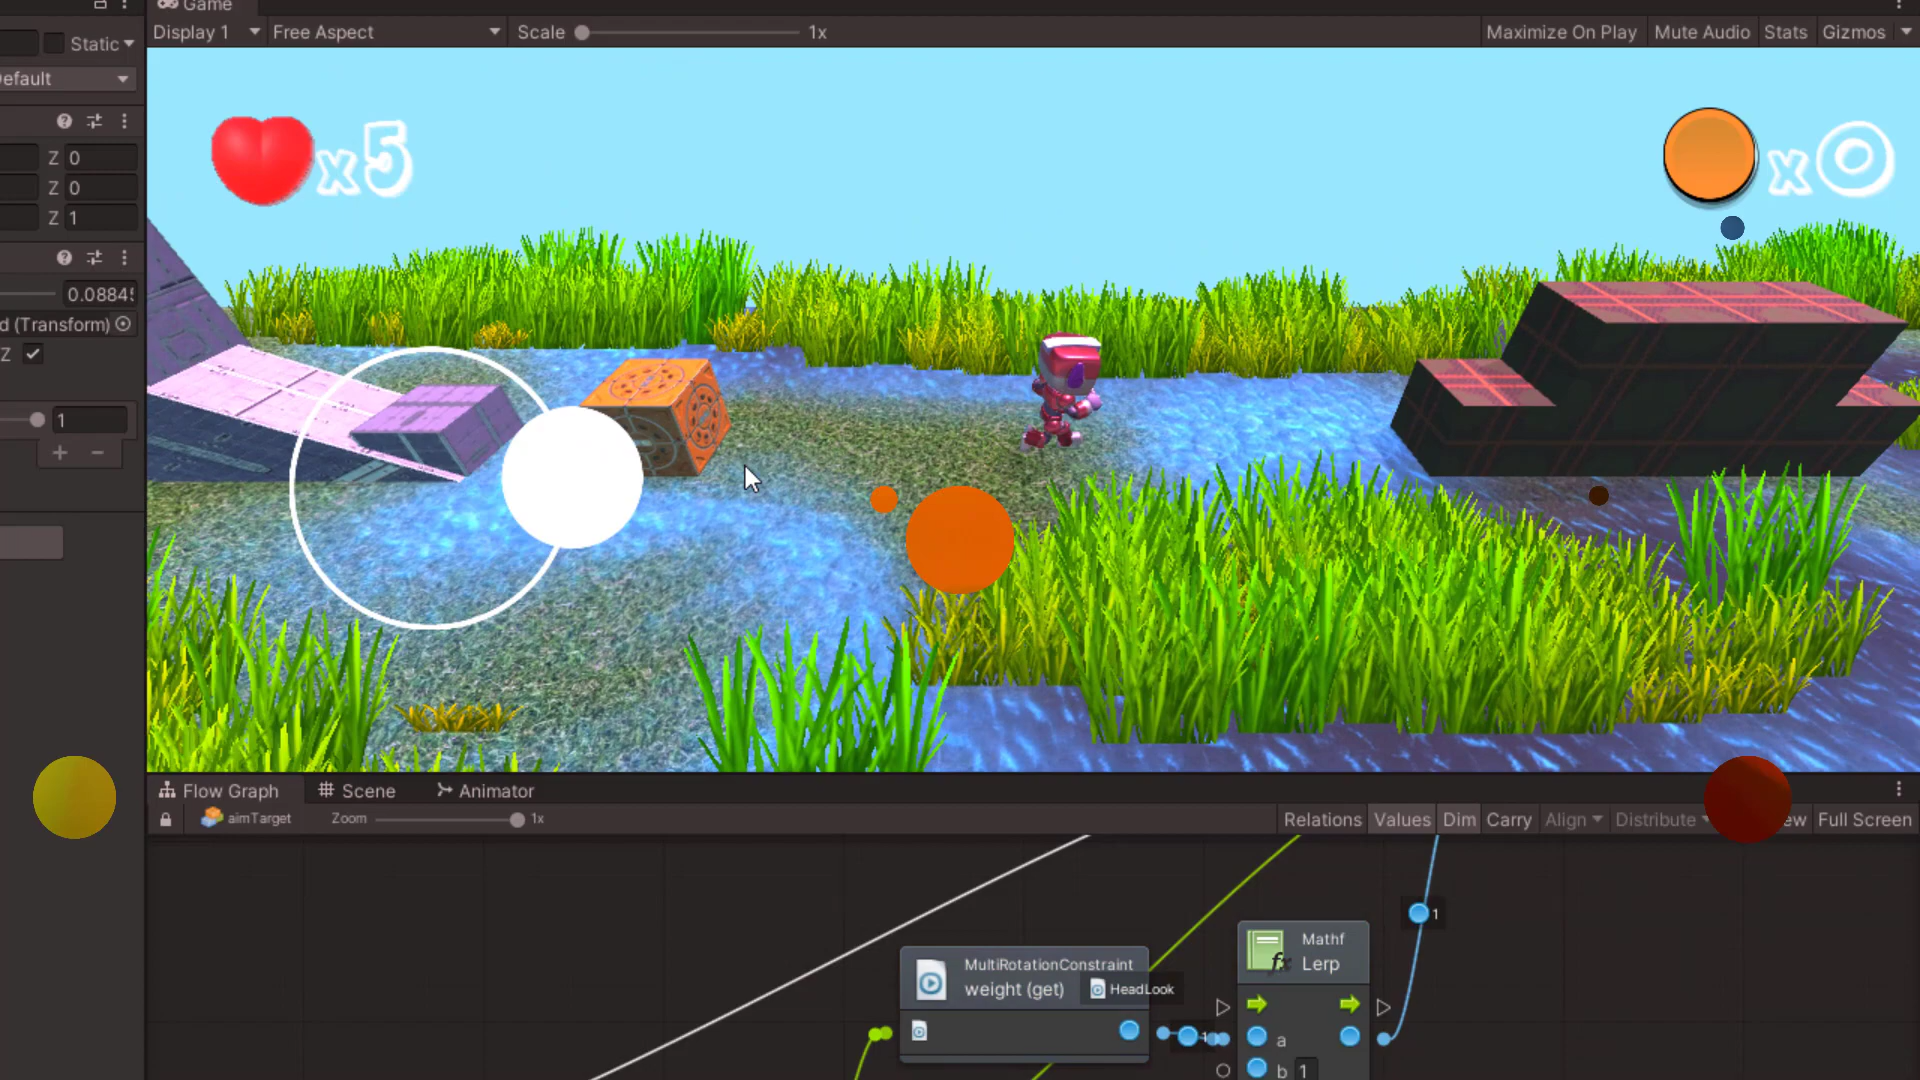 Game
Static
Display 1 Free Aspect Scale 1x Maximize On Play Mute Audio Stats Gizmos
efault
x5
x0
Z 0
Z 0
Z 1
0.0884
d (Transform)
Z
1
Flow Graph Scene Animator
aimTarget Zoom 1x Relations Values Dim Carry Align Distribute ew Full Screen
1
Mathf
Lerp
MultiRotationConstraint
weight (get) HeadLook
1 a
b 1